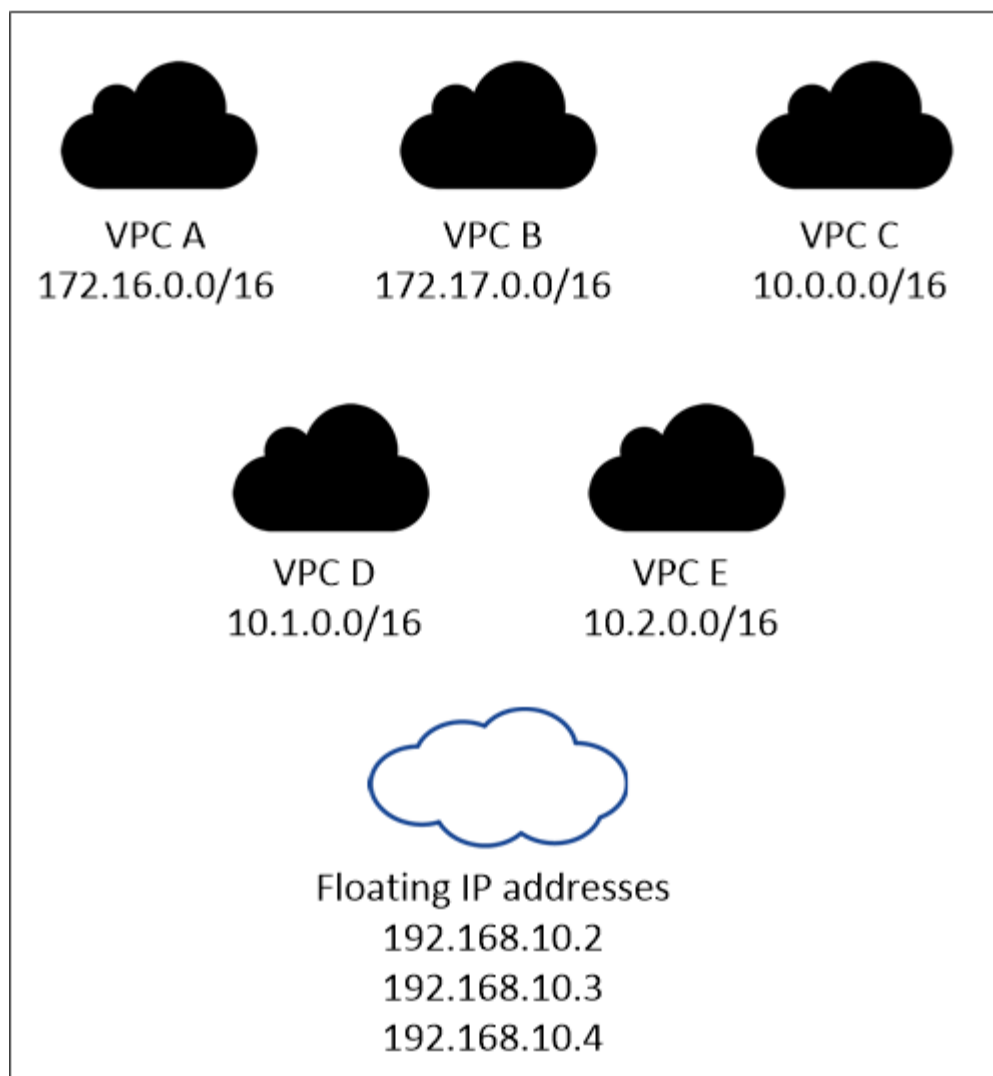 VPC A
172.16.0.0/16
VPC B
172.17.0.0/16
VPC C
10.0.0.0/16
VPC D
10.1.0.0/16
VPC E
10.2.0.0/16
Floating IP addresses
192.168.10.2
192.168.10.3
192.168.10.4